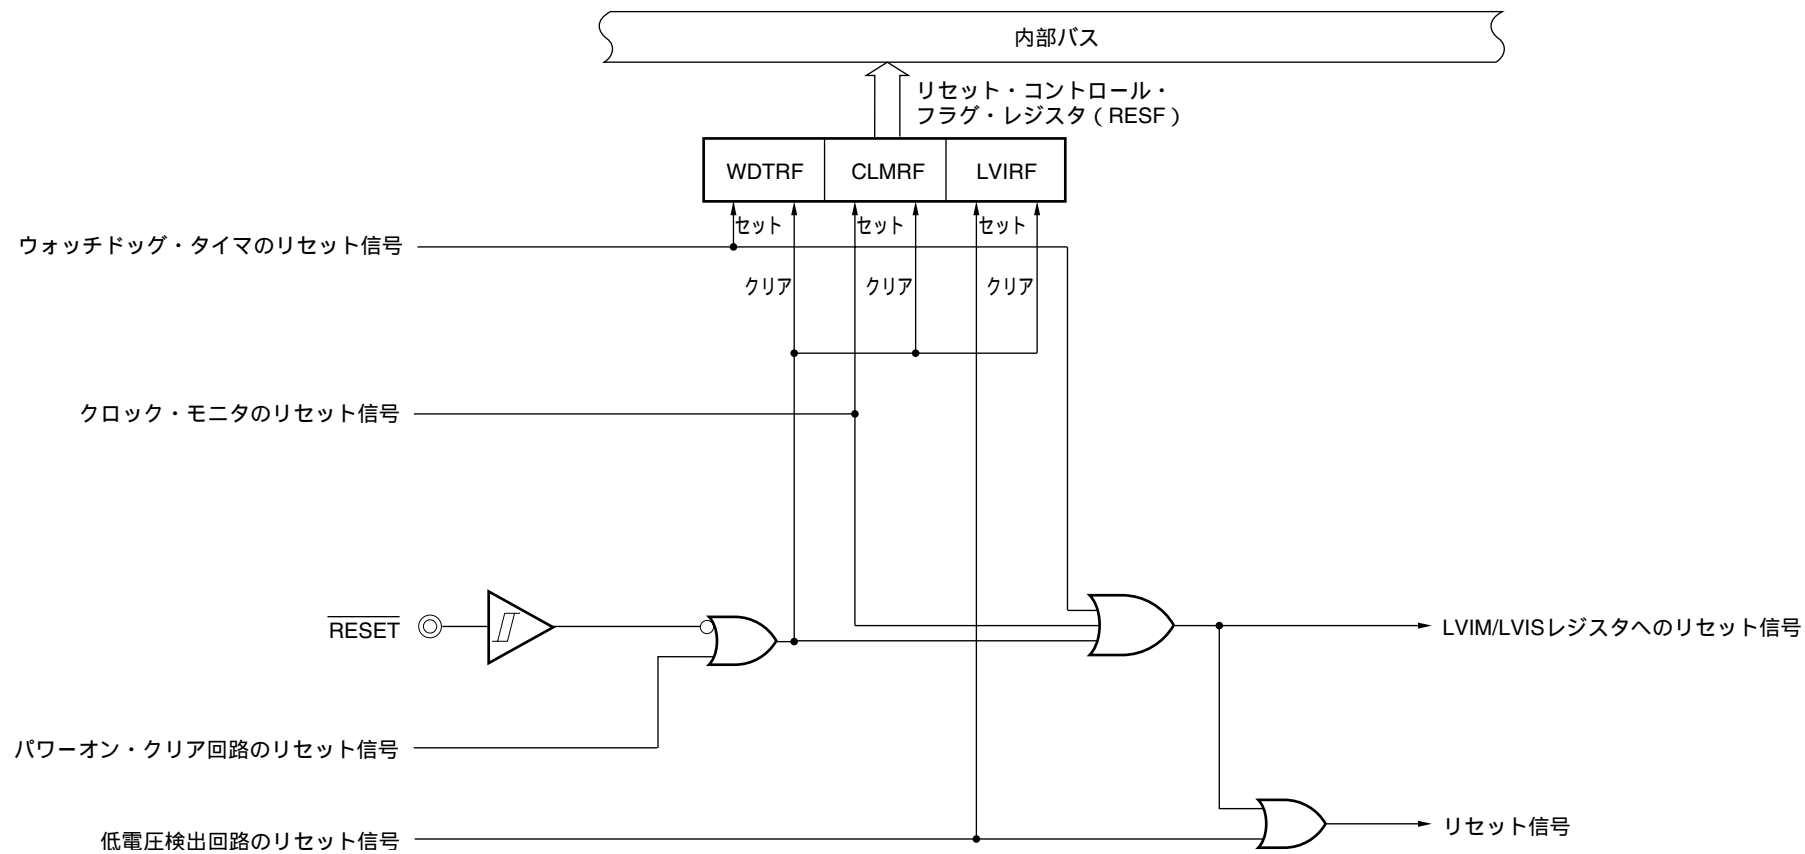 内部バス
リセット・コントロール・
フラグ・レジスタ（RESF）
WDTRF
CLMRF
LVIRF
セット
セット
セット
ウォッチドッグ・タイマのリセット信号
クリア
クリア
クリア
クロック・モニタのリセット信号
RESET
LVIM/LVISレジスタへのリセット信号
パワーオン・クリア回路のリセット信号
リセット信号
低電圧検出回路のリセット信号